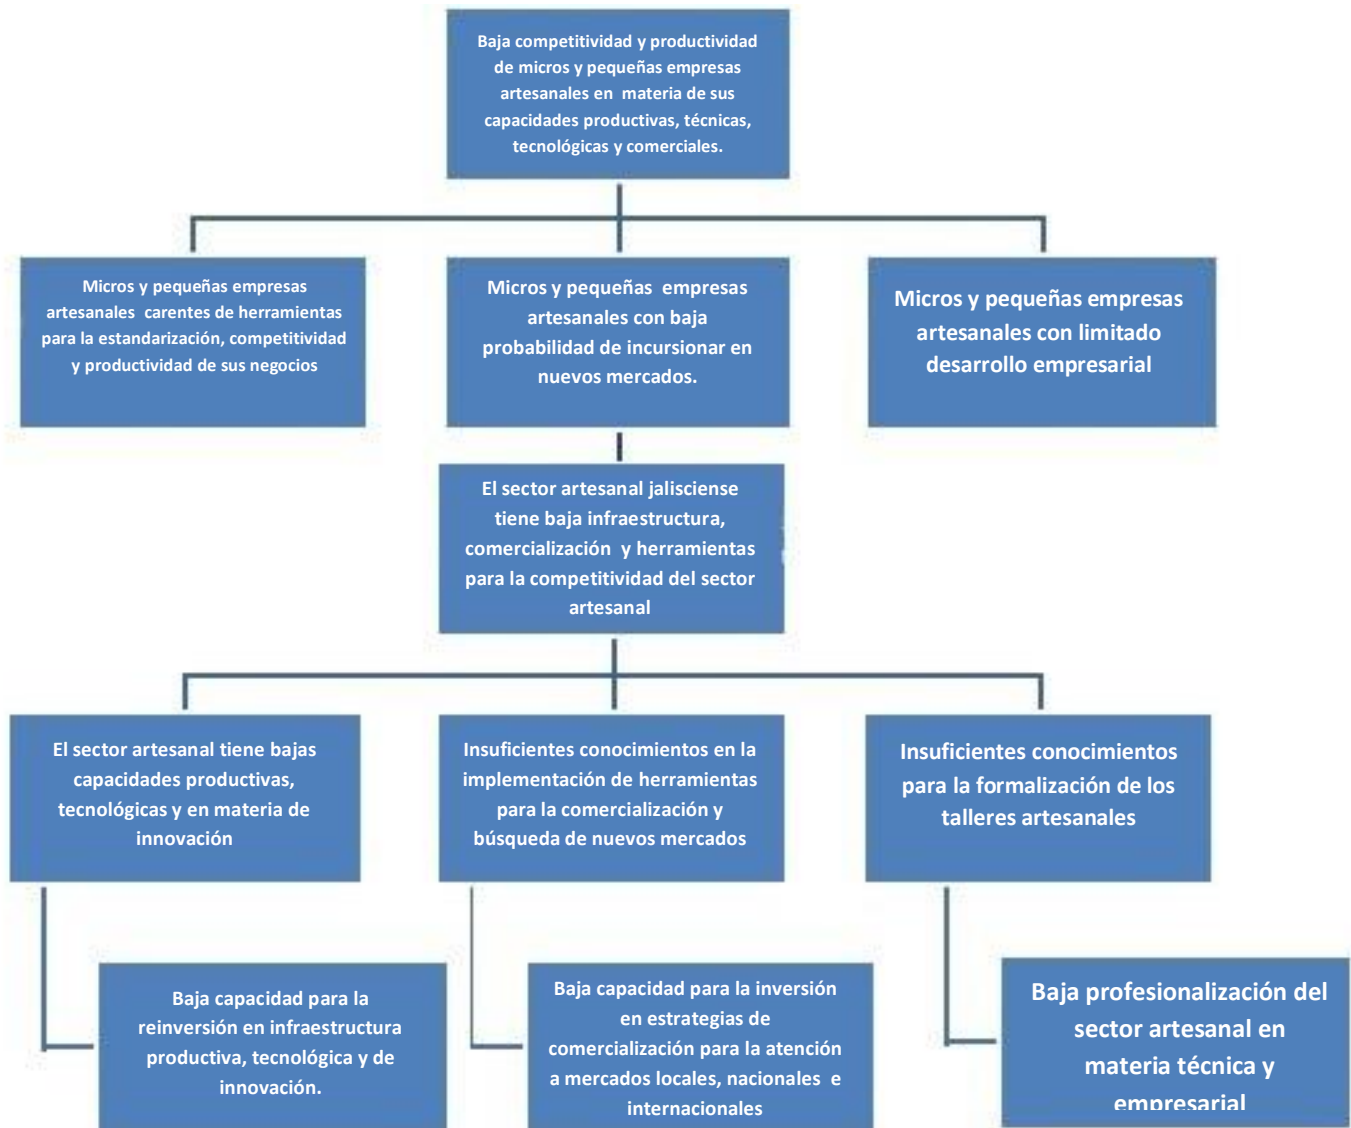 Baja competitividad y productividad
de micros y pequeñas empresas
artesanales en materia de sus
capacidades productivas, técnicas,
tecnológicas y comerciales.
Micros y pequeñas empresas
artesanales carentes de herramientas
para la estandarización, competitividad
y productividad de sus negocios
Micros y pequeñas empresas
artesanales con baja
probabilidad de incursionar en
nuevos mercados.
Micros y pequeñas empresas
artesanales con limitado
desarrollo empresarial
El sector artesanal jalisciense
tiene baja infraestructura,
comercialización y herramientas
para la competitividad del sector
artesanal
El sector artesanal tiene bajas
capacidades productivas,
tecnológicas y en materia de
innovación
Insuficientes conocimientos en la
implementación de herramientas
para la comercialización y
búsqueda de nuevos mercados
Insuficientes conocimientos
para la formalización de los
talleres artesanales
Baja capacidad para la
reinversión en infraestructura
productiva, tecnológica y de
innovación.
Baja capacidad para la inversión
en estrategias de
comercialización para la atención
a mercados locales, nacionales e
internacionales
Baja profesionalización del
sector artesanal en
materia técnica y
empresarial